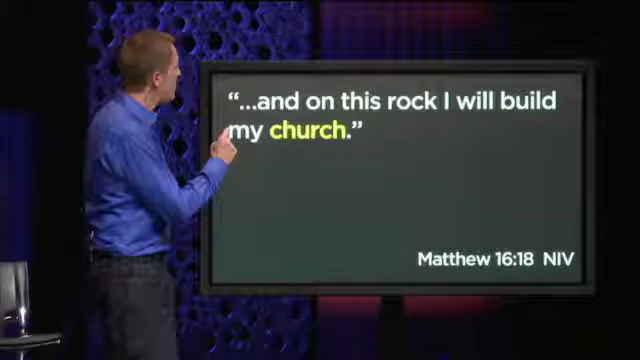 “...and on this rock I will build
my church.”
Matthew 16:18 NIV